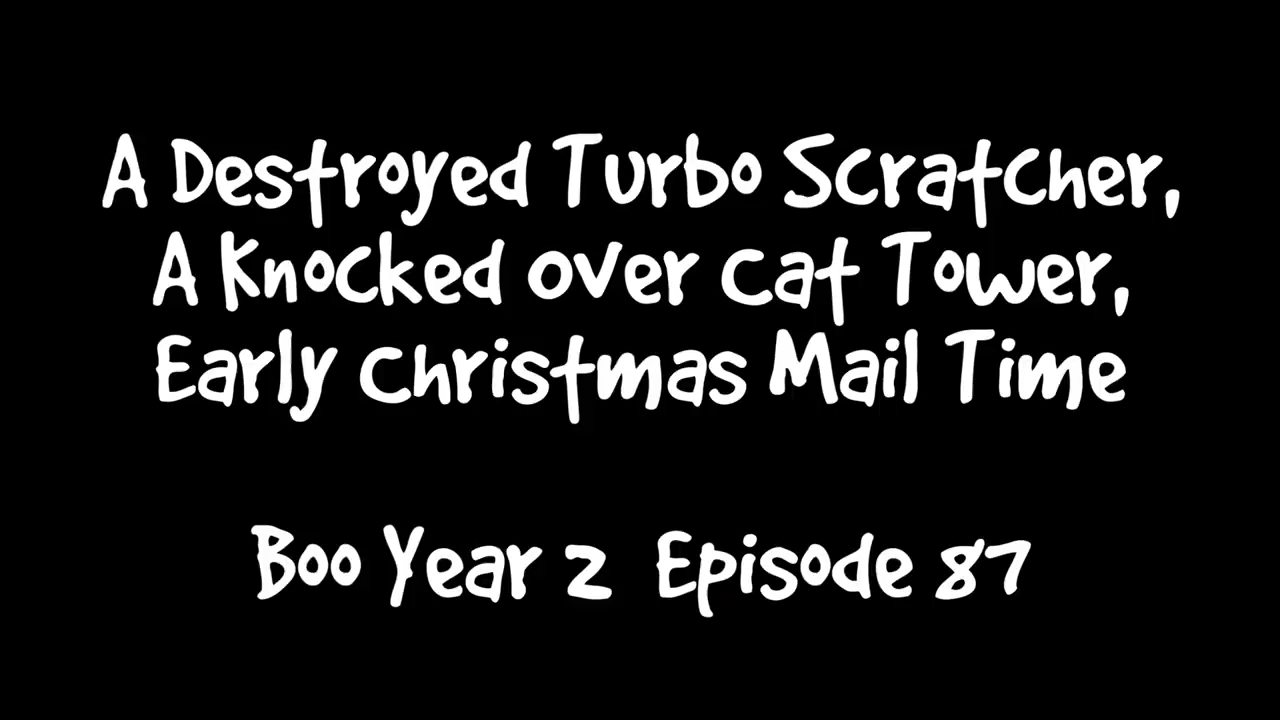 A Destroyed Turbo Scratcher,
A Knocked over Cat Tower,
Early Christmas Mail Time
Boo Year 2 Episode 87